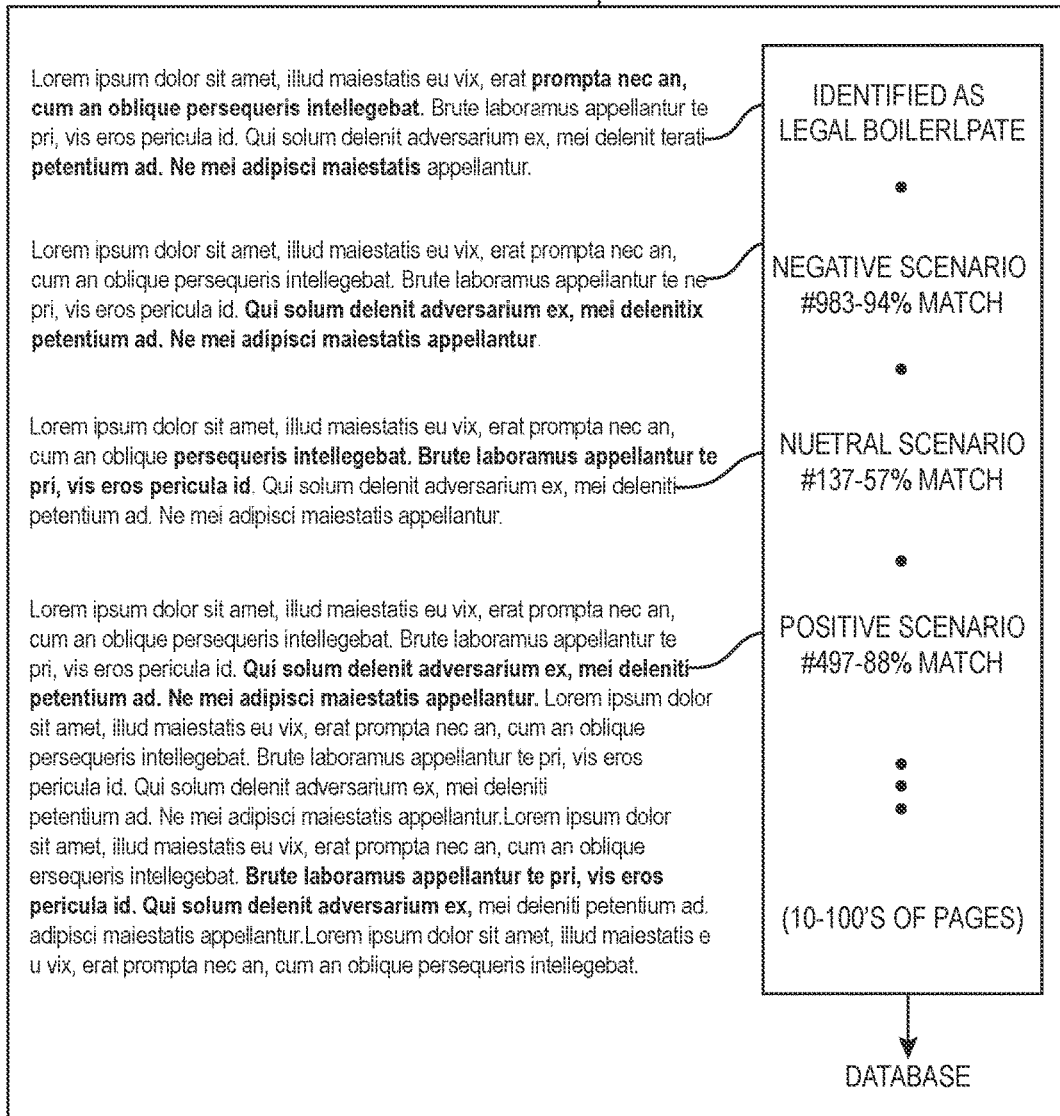 Lorem ipsum dolor sit amet, illud maiestatis eu vix, erat prompta nec an,
cum an oblique persequeris intellegebat. Brute laboramus appellantur te
pri, vis eros pericula id. Qui solum delenit adversarium ex, mei delenit terati
petentium ad. Ne mei adipisci maiestatis appellantur.
Lorem ipsum dolor sit amet, illud maiestatis eu vix, erat prompta nec an,
cum an oblique persequeris intellegebat. Brute laboramus appellantur te ne
pri, vis eros pericula id. Qui solum delenit adversarium ex, mei delenitix
petentium ad. Ne mei adipisci maiestatis appellantur.
Lorem ipsum dolor sit amet, illud maiestatis eu vix, erat prompta nec an,
cum an oblique persequeris intellegebat. Brute laboramus appellantur te
pri, vis eros pericula id. Qui solum delenit adversarium ex, mei deleniti
petentium ad. Ne mei adipisci maiestatis appellantur.
Lorem ipsum dolor sit amet, illud maiestatis eu vix, erat prompta nec an,
cum an oblique persequeris intellegebat. Brute laboramus appellantur te
pri, vis eros pericula id. Qui solum delenit adversarium ex, mei deleniti
petentium ad. Ne mei adipisci maiestatis appellantur. Lorem ipsum dolor
sit amet, illud maiestatis eu vix, erat prompta nec an, cum an oblique
persequeris intellegebat. Brute laboramus appellantur te pri, vis eros
pericula id. Qui solum delenit adversarium ex, mei deleniti
petentium ad. Ne mei adipisci maiestatis appellantur.Lorem ipsum dolor
sit amet, illud maiestatis eu vix, erat prompta nec an, cum an oblique
ersequeris intellegebat. Brute laboramus appellantur te pri, vis eros
pericula id. Qui solum delenit adversarium ex, mei deleniti petentium ad.
adipisci maiestatis appellantur.Lorem ipsum dolor sit amet, illud maiestatis e
u vix, erat prompta nec an, cum an oblique persequeris intellegebat.
IDENTIFIED AS
LEGAL BOILERLPATE
NEGATIVE SCENARIO
#983-94% MATCH
NUETRAL SCENARIO
#137-57% MATCH
POSITIVE SCENARIO
#497-88% MATCH
(10-100'S OF PAGES)
DATABASE